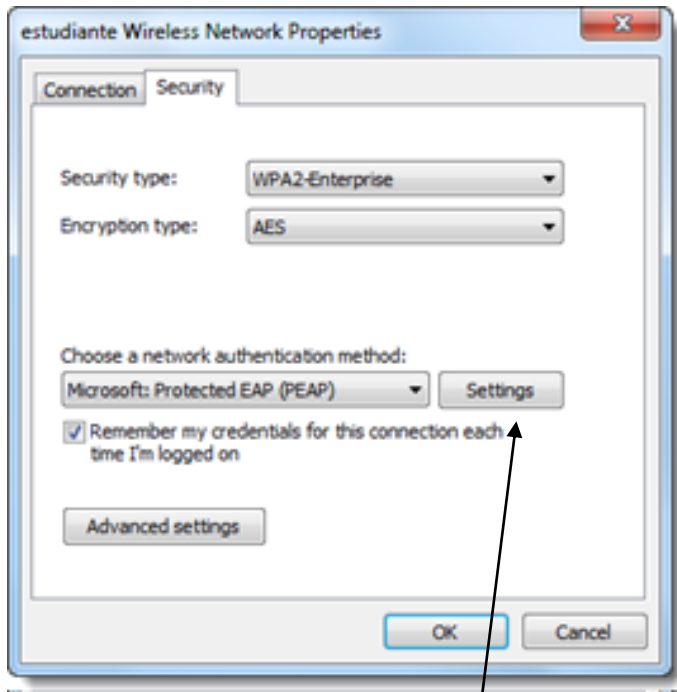 estudiante Wireless Network Properties
Connection Security
Security type: WPA2-Enterprise
Encryption type: AES
Choose a network authentication method:
Microsoft: Protected EAP (PEAP) Settings
Remember my credentials for this connection each
time I'm logged on
Advanced settings
OK Cancel